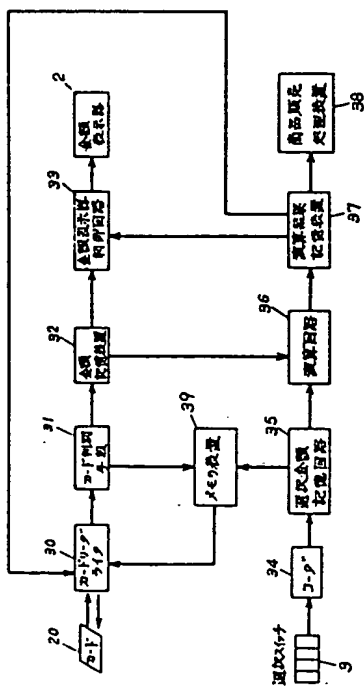 20
カード
30
カードリーダ
ライタ
31
カード判別
手段
32
金額
記憶装置
33
金額表示器
制御回路
2
金額
表示器
39
メモリ装置
選択スイッチ
9
34
コーダ
35
選択金額
記憶回路
36
演算回路
37
演算結果
記憶装置
38
商品販売
処理装置